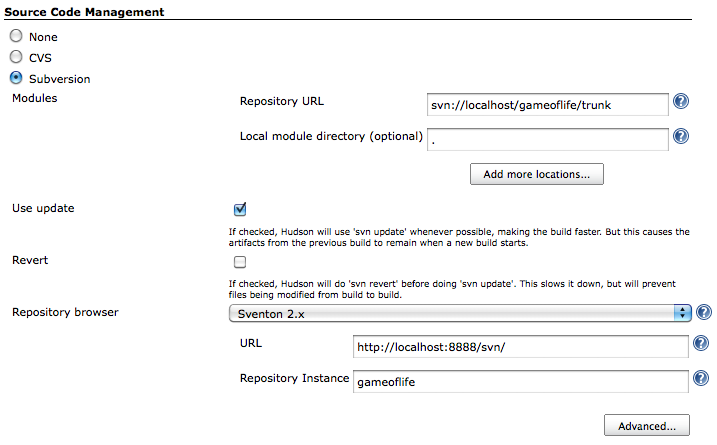 Source Code Management
None
CVS
Subversion
Modules
Repository URL svn://localhost/gameoflife/trunk
Local module directory (optional) .
Add more locations...
Use update
If checked, Hudson will use 'svn update' whenever possible, making the build faster. But this causes the
artifacts from the previous build to remain when a new build starts.
Revert
If checked, Hudson will do 'svn revert' before doing 'svn update'. This slows it down, but will prevent
files being modified from build to build.
Repository browser Sventon 2.x
URL http://localhost:8888/svn/
Repository Instance gameoflife
Advanced...